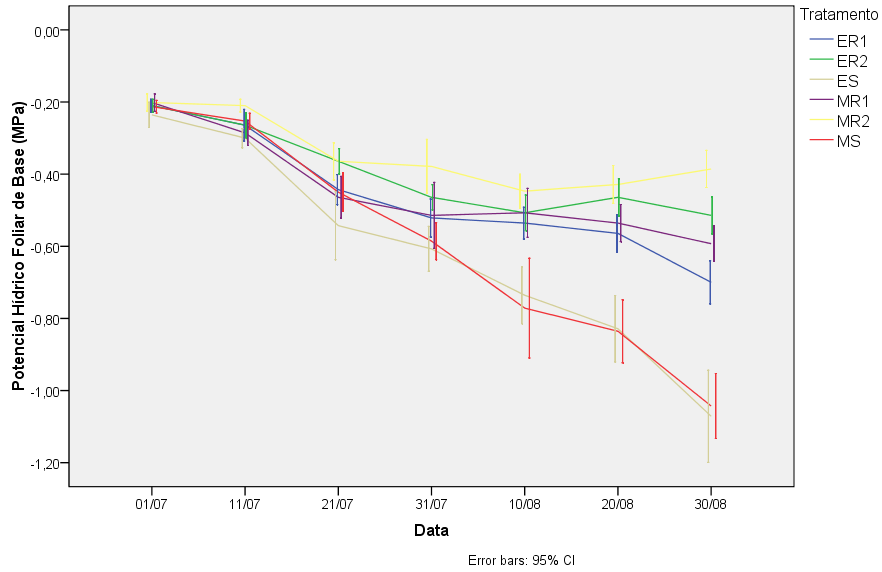 Tratamento
ER1
ER2
ES
MR1
MR2
MS
Potencial Hídrico Foliar de Base (MPa)
0,00
-0,20
-0,40
-0,60
-0,80
-1,00
-1,20
01/07
11/07
21/07
31/07
10/08
20/08
30/08
Data
Error bars: 95% CI